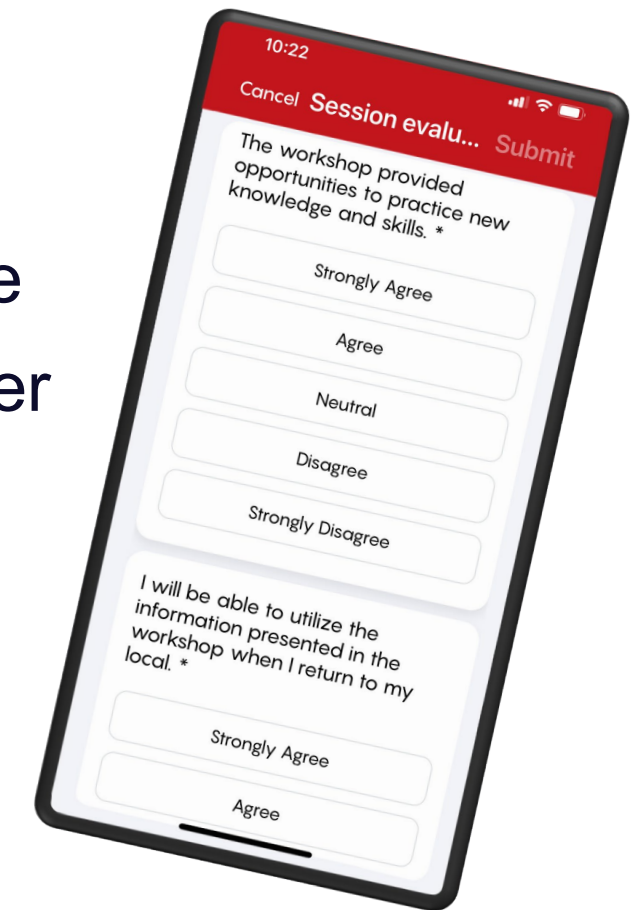 e
er
10:22
Cancel Session evalu... Submit
The workshop provided
opportunities to practice new
knowledge and skills. *
Strongly Agree
Agree
Neutral
Disagree
Strongly Disagree
I will be able to utilize the
information presented in the
workshop when I return to my
local. *
Strongly Agree
Agree